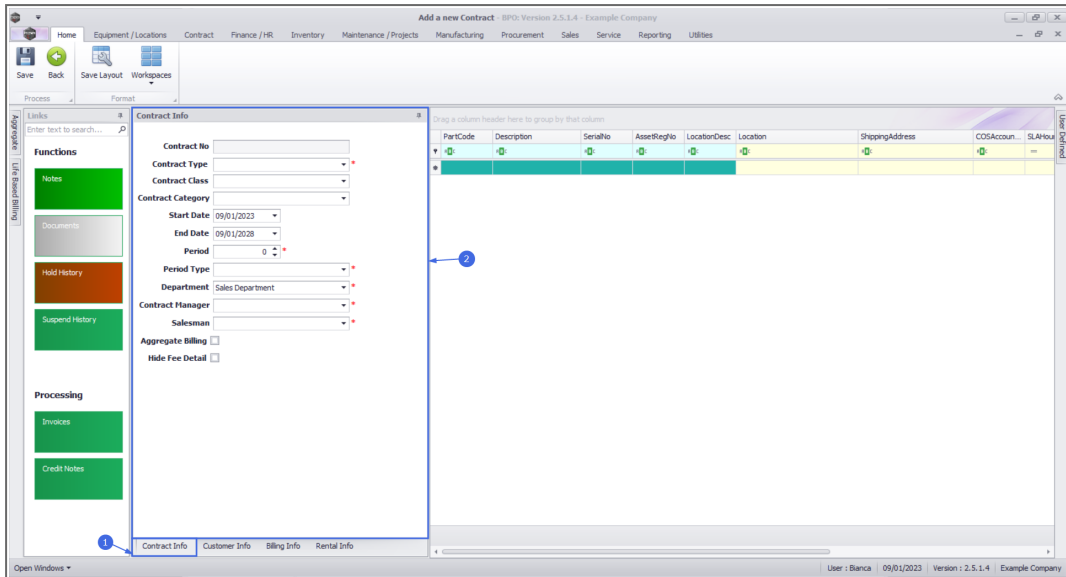 Add a new Contract - BPO: Version 2.5.1.4 - Example Company
Home Equipment / Locations Contract Finance / HR Inventory Maintenance / Projects Manufacturing Procurement Sales Service Reporting Utilities
Save Back Save Layout Workspaces
Process Format
Aggregate
Life Based Billing
Links
Enter text to search...
Functions
Notes
Documents
Hold History
Suspend History
Processing
Invoices
Credit Notes
Contract Info
Contract No
Contract Type *
Contract Class
Contract Category
Start Date 09/01/2023
End Date 09/01/2028
Period 0 *
Period Type *
Department Sales Department *
Contract Manager *
Salesman *
Aggregate Billing
Hide Fee Detail
1
Contract Info Customer Info Billing Info Rental Info
2
Drag a column header here to group by that column
PartCode Description SerialNo AssetRegNo LocationDesc Location ShippingAddress COSAccoun... SLAHour
User Defined
Open Windows
User : Bianca 09/01/2023 Version : 2.5.1.4 Example Company